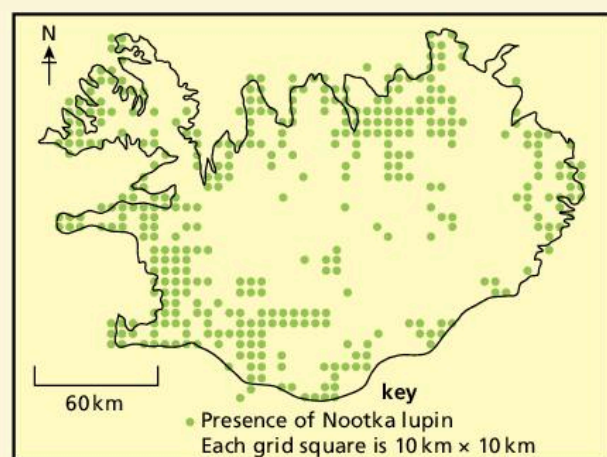 N
60 km
key
Presence of Nootka lupin
Each grid square is 10 km × 10 km